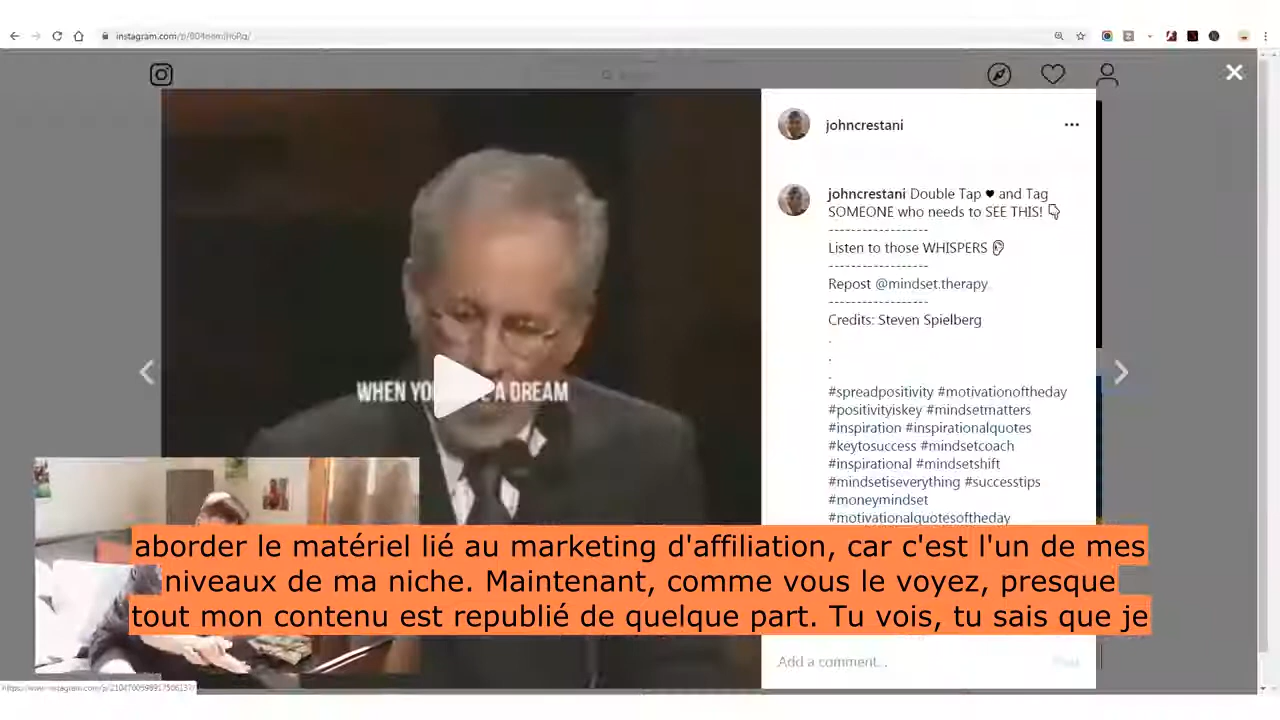 johncrestani
johncrestani Double Tap ♥ and Tag
SOMEONE who needs to SEE THIS! 👇
------------------
Listen to those WHISPERS 👂
------------------
Repost @mindset.therapy
------------------
Credits: Steven Spielberg
.
.
.
#spreadpositivity #motivationoftheday
#positivityiskey #mindsetmatters
#inspiration #inspirationalquotes
#keytosuccess #mindsetcoach
#inspirational #mindsetshift
#mindsetiseverything #successtips
#moneymindset
#motivationalquotesoftheday
WHEN A DREAM
aborder le matériel lié au marketing d'affiliation, car c'est l'un de mes
niveaux de ma niche. Maintenant, comme vous le voyez, presque
tout mon contenu est republié de quelque part. Tu vois, tu sais que je
Add a comment...
Post